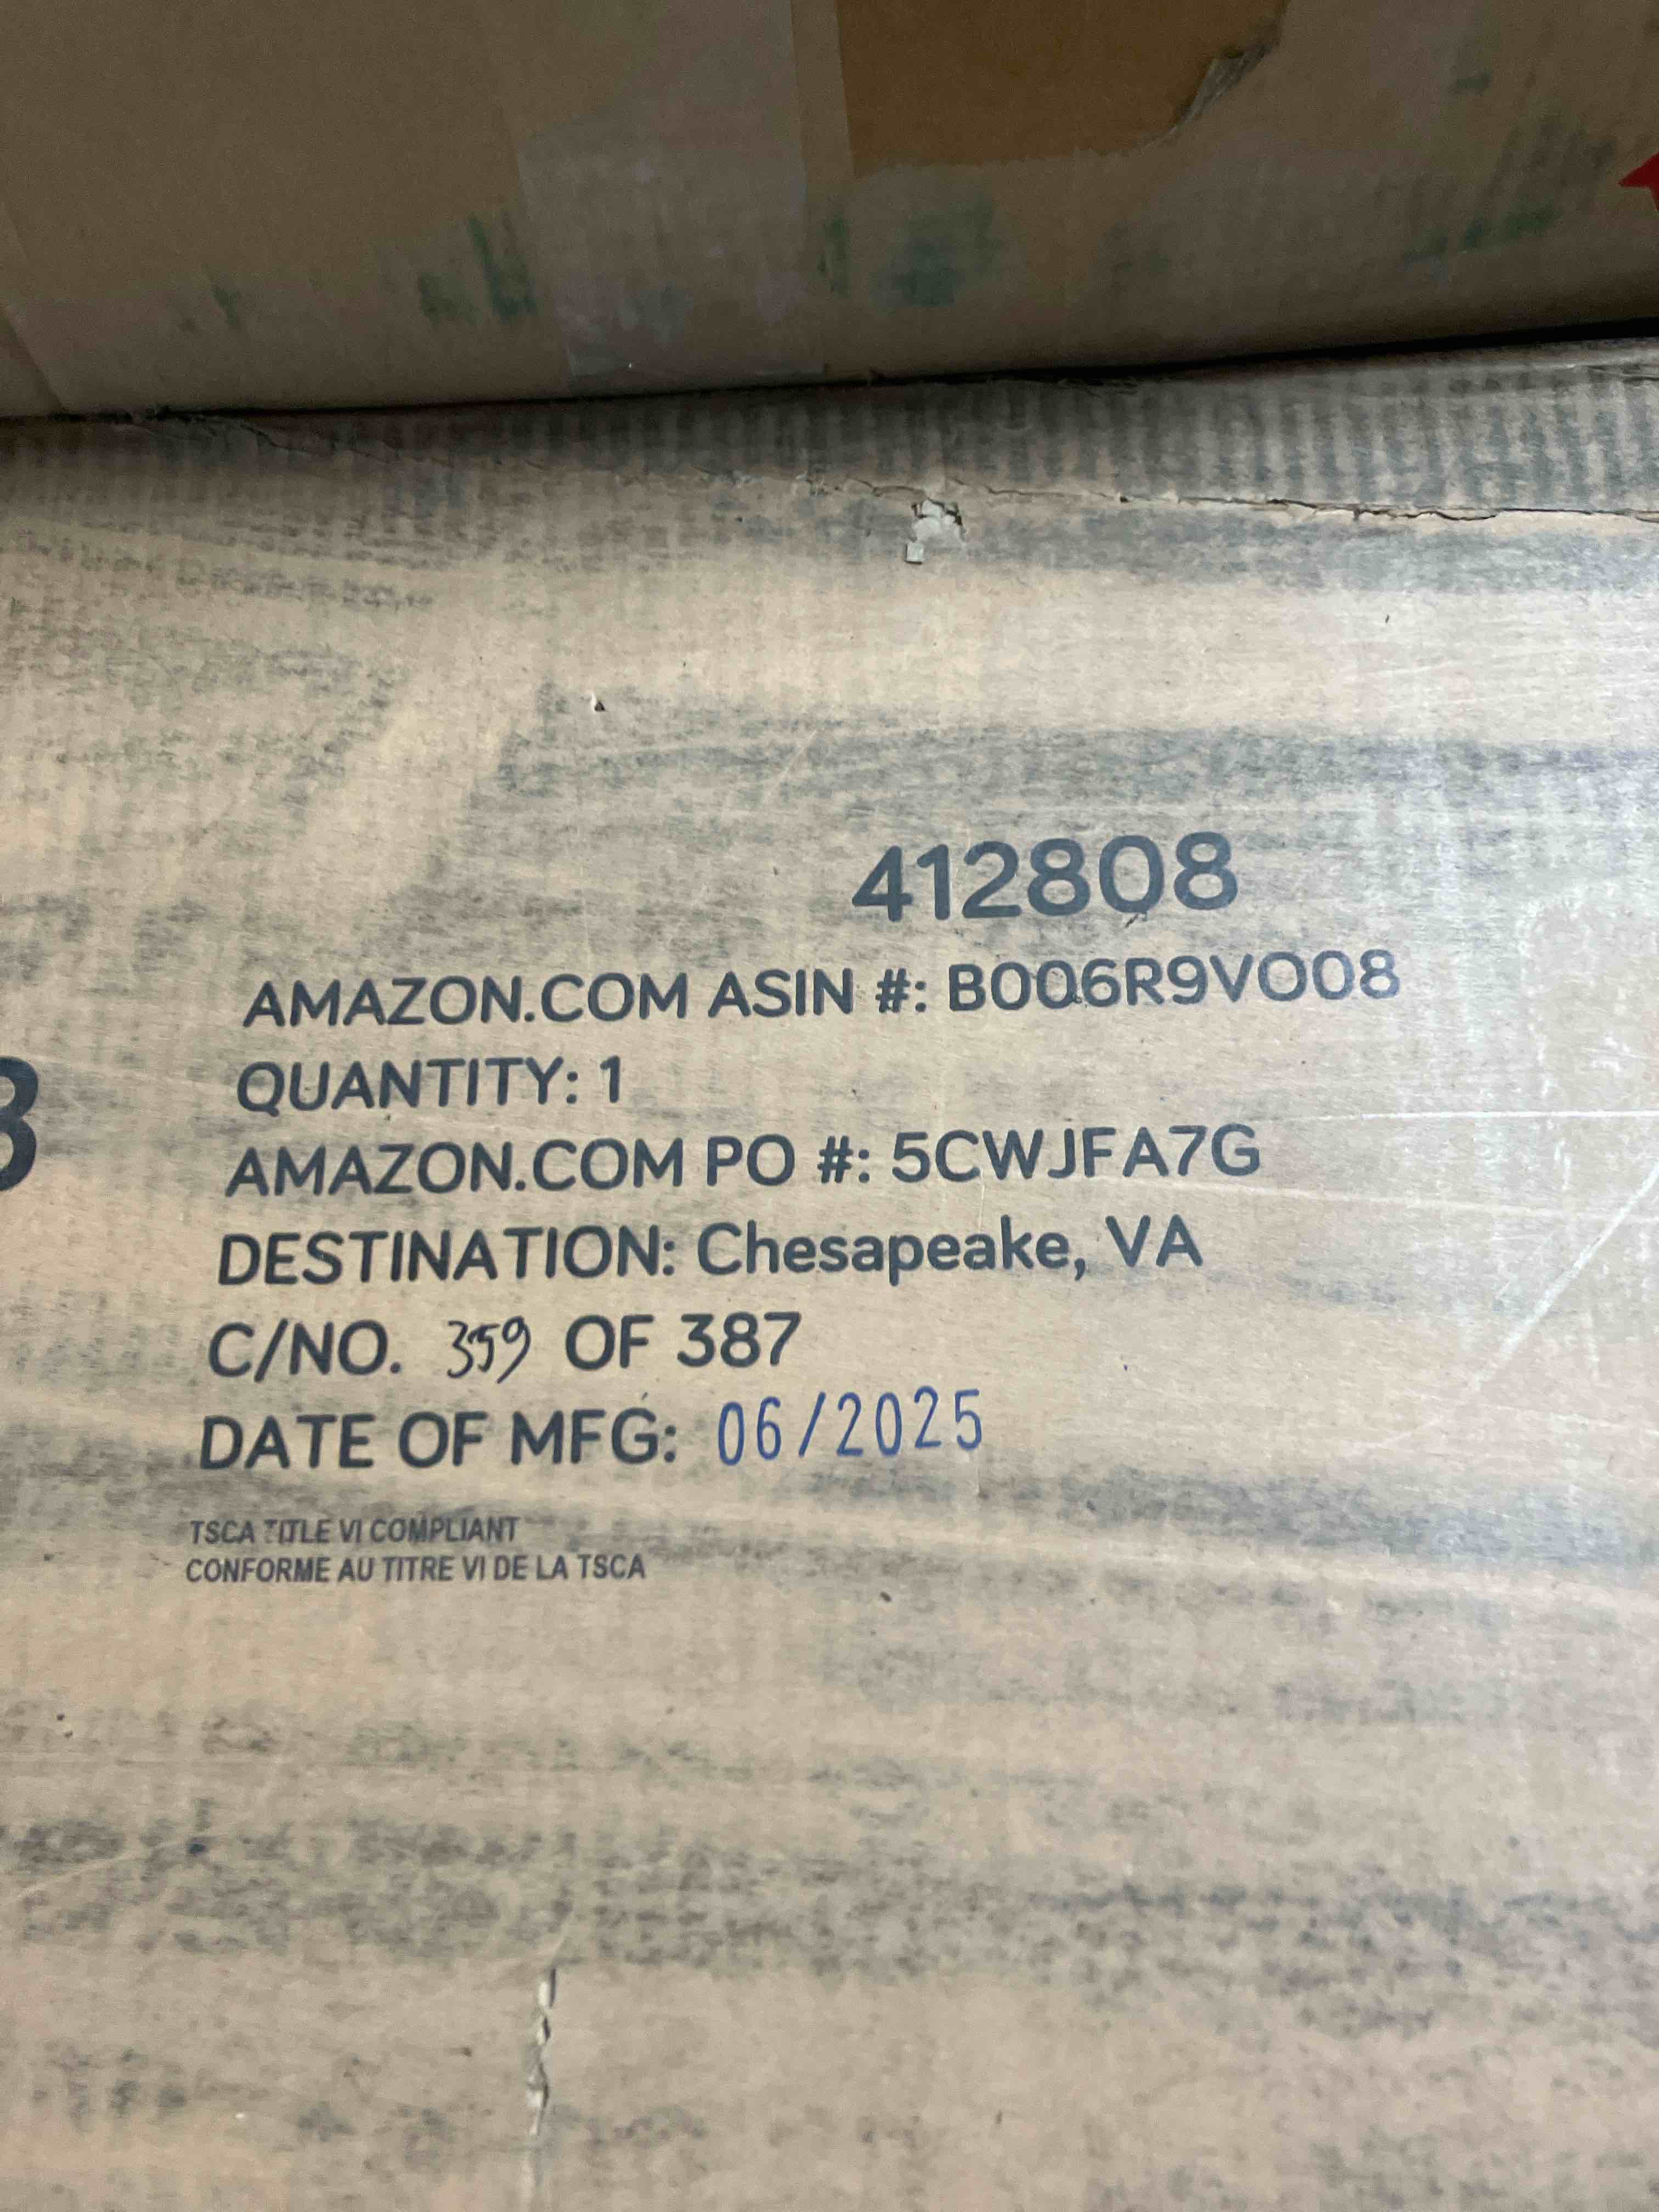 412808
AMAZON.COM ASIN #: B006R9VO08
QUANTITY: 1
AMAZON.COM PO #: 5CWJFA7G
DESTINATION: Chesapeake, VA
C/NO. 359 OF 387
DATE OF MFG: 06/2025
TSCA TITLE VI COMPLIANT
CONFORME AU TITRE VI DE LA TSCA